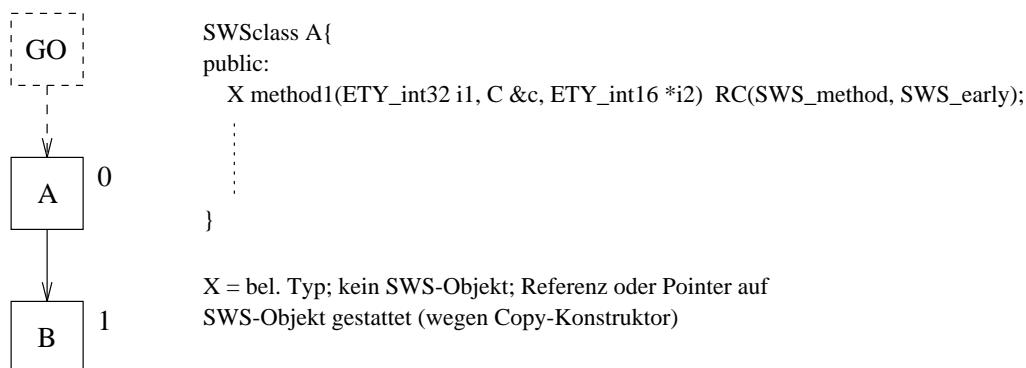 GO
SWSclass A{
public:
X method1(ETY_int32 i1, C &c, ETY_int16 *i2)  RC(SWS_method, SWS_early);
A
0
}
X = bel. Typ; kein SWS-Objekt; Referenz oder Pointer auf
SWS-Objekt gestattet (wegen Copy-Konstruktor)
B
1